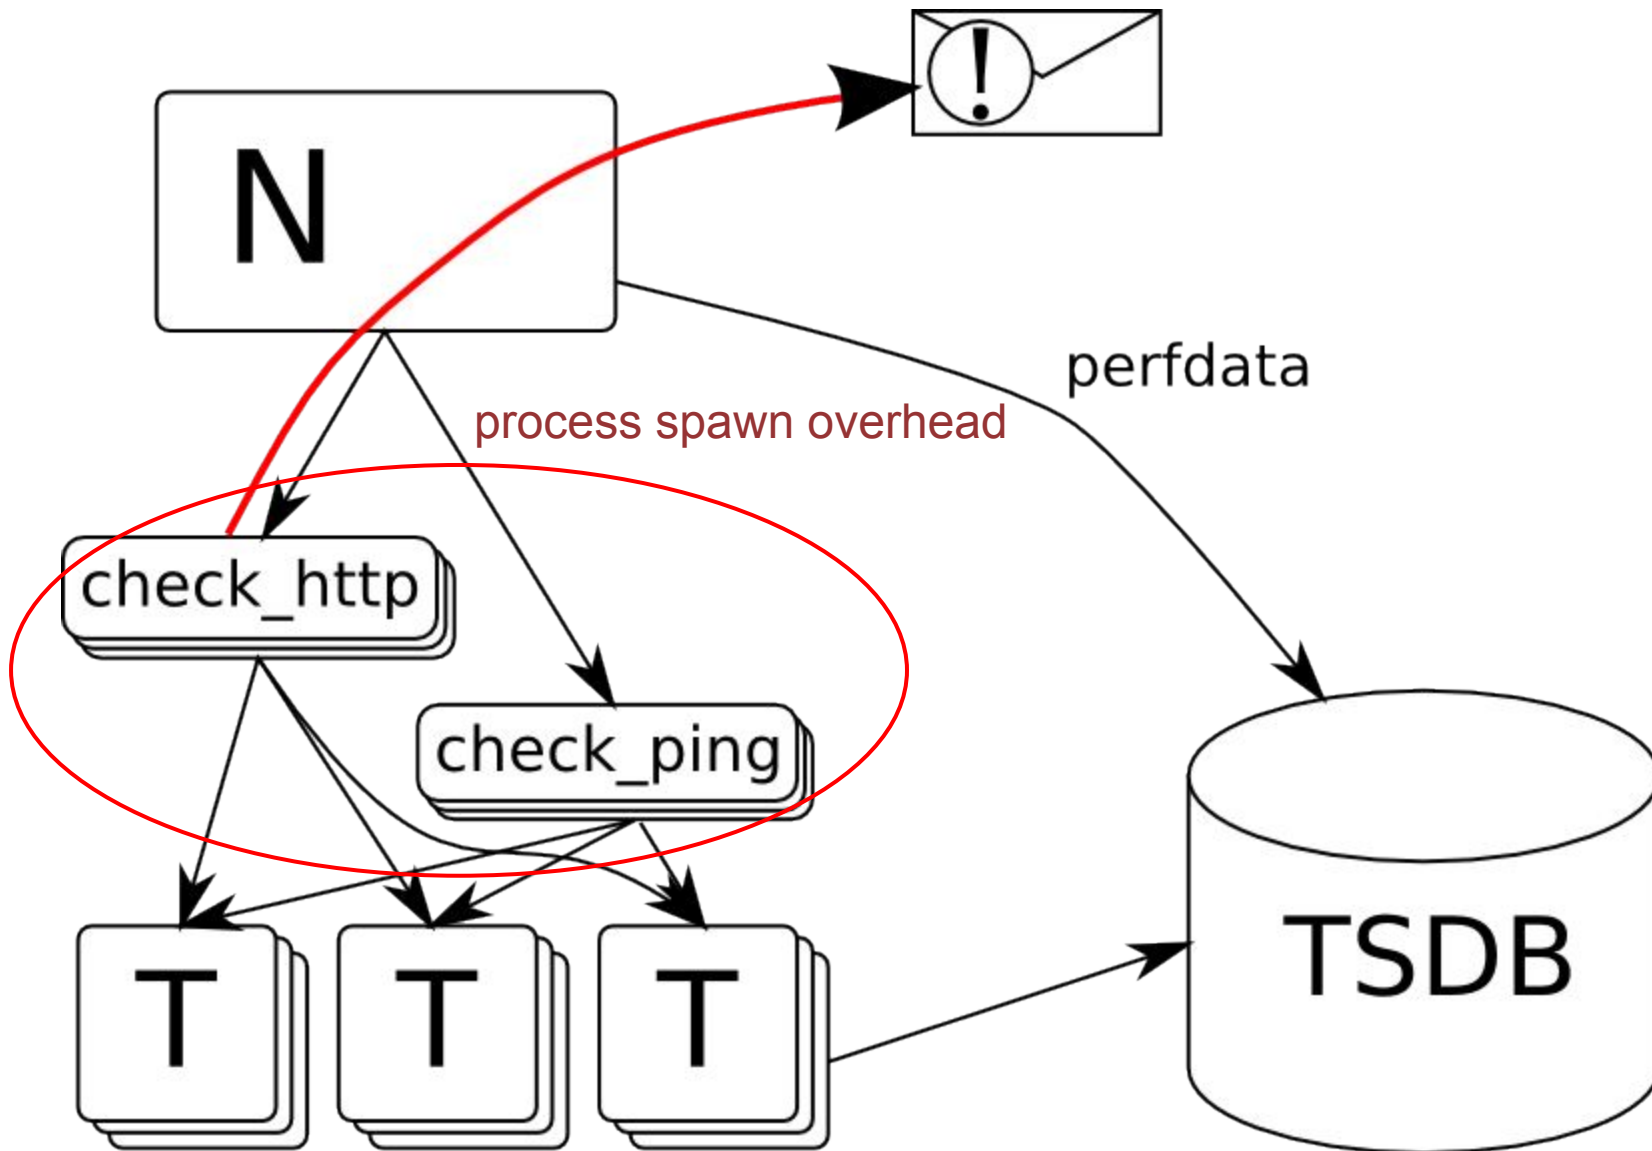 !
N
perfdata
process spawn overhead
check_http
check_ping
T T T
TSDB